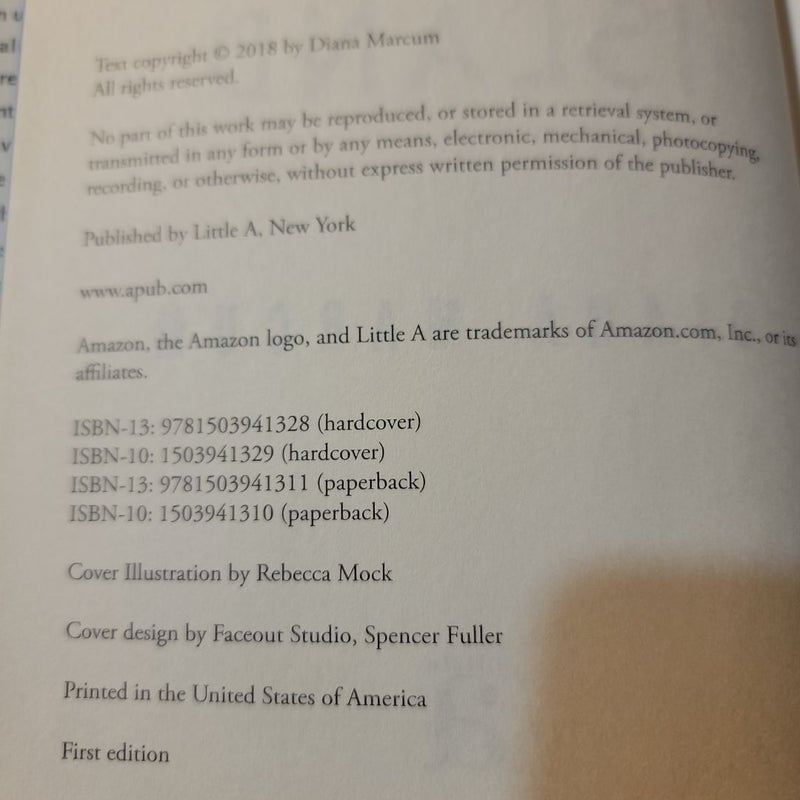 Text copyright © 2018 by Diana Marcum
All rights reserved.
No part of this work may be reproduced, or stored in a retrieval system, or
transmitted in any form or by any means, electronic, mechanical, photocopying,
recording, or otherwise, without express written permission of the publisher.
Published by Little A, New York
www.apub.com
Amazon, the Amazon logo, and Little A are trademarks of Amazon.com, Inc., or its
affiliates.
ISBN-13: 9781503941328 (hardcover)
ISBN-10: 1503941329 (hardcover)
ISBN-13: 9781503941311 (paperback)
ISBN-10: 1503941310 (paperback)
Cover Illustration by Rebecca Mock
Cover design by Faceout Studio, Spencer Fuller
Printed in the United States of America
First edition